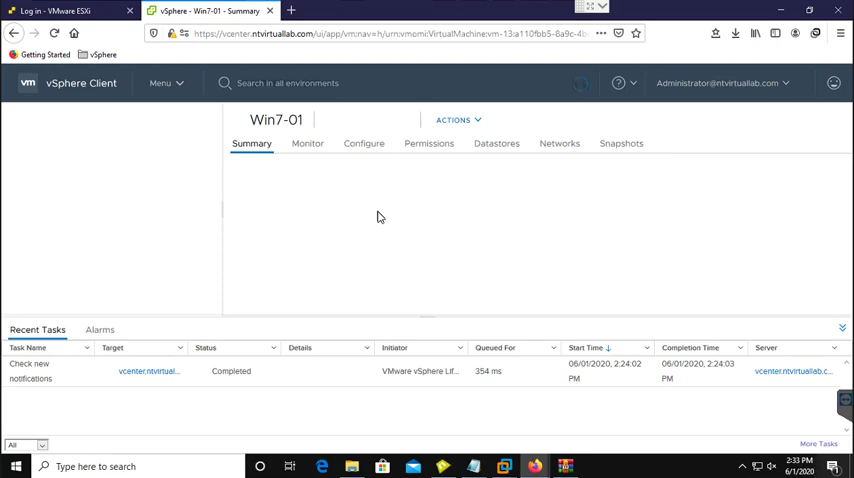 Log in - VMware ESXi
vSphere - Win7-01 - Summary
https://vcenter.ntvirtuallab.com/ui/app/vm;nav=h/urn:vmomi:VirtualMachine:vm-13:a110fbb5-8a9c-4b
Getting Started
vSphere
vm vSphere Client
Menu
Search in all environments
Administrator@ntvirtuallab.com
Win7-01
ACTIONS
Summary Monitor Configure Permissions Datastores Networks Snapshots
Recent Tasks Alarms
Task Name Target Status Details Initiator Queued For Start Time Completion Time Server
Check new notifications vcenter.ntvirtual... Completed VMware vSphere Lif... 354 ms 06/01/2020, 2:24:02 PM 06/01/2020, 2:24:03 PM vcenter.ntvirtuallab.c...
All
More Tasks
Type here to search
2:33 PM
6/1/2020